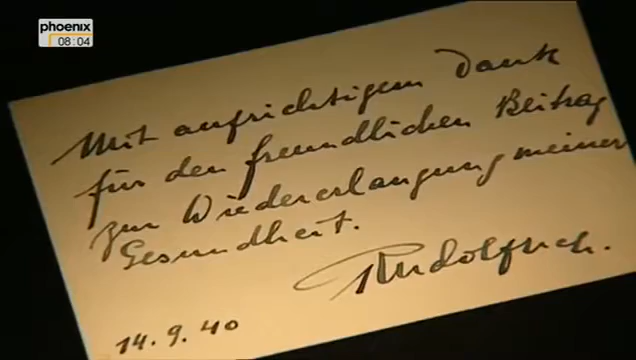 phoenix
08:04
Mit aufrichtigem Dank
für den freundlichen Beitrag
zur Wiedererlangung meiner
Gesundheit.
14.9.40